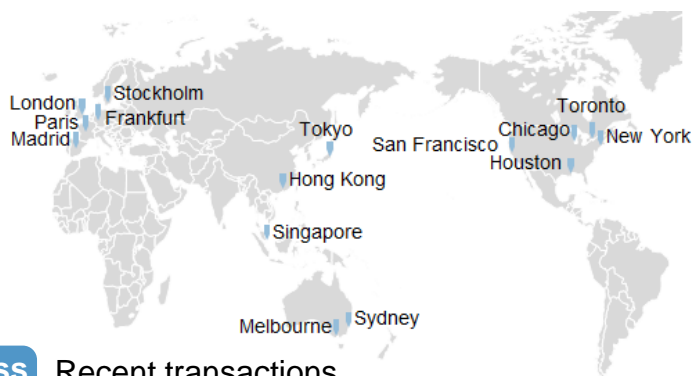 London
Stockholm
Paris
Frankfurt
Madrid
Tokyo
Hong Kong
Singapore
Melbourne
Sydney
San Francisco
Chicago
Toronto
New York
Houston
Recent transactions